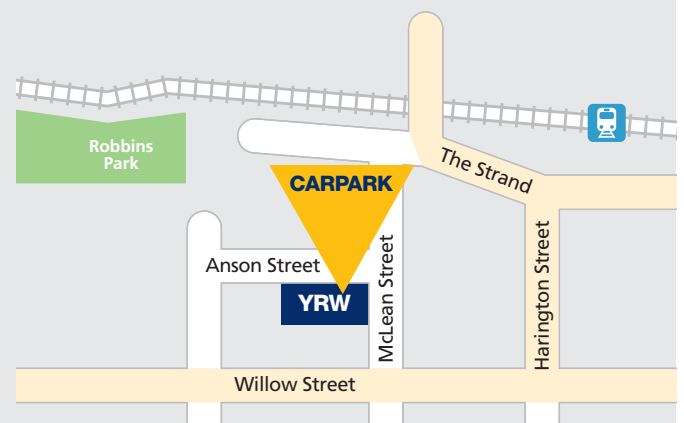 Robbins
Park
The Strand
CARPARK
Anson Street
McLean Street
Harington Street
YRW
Willow Street